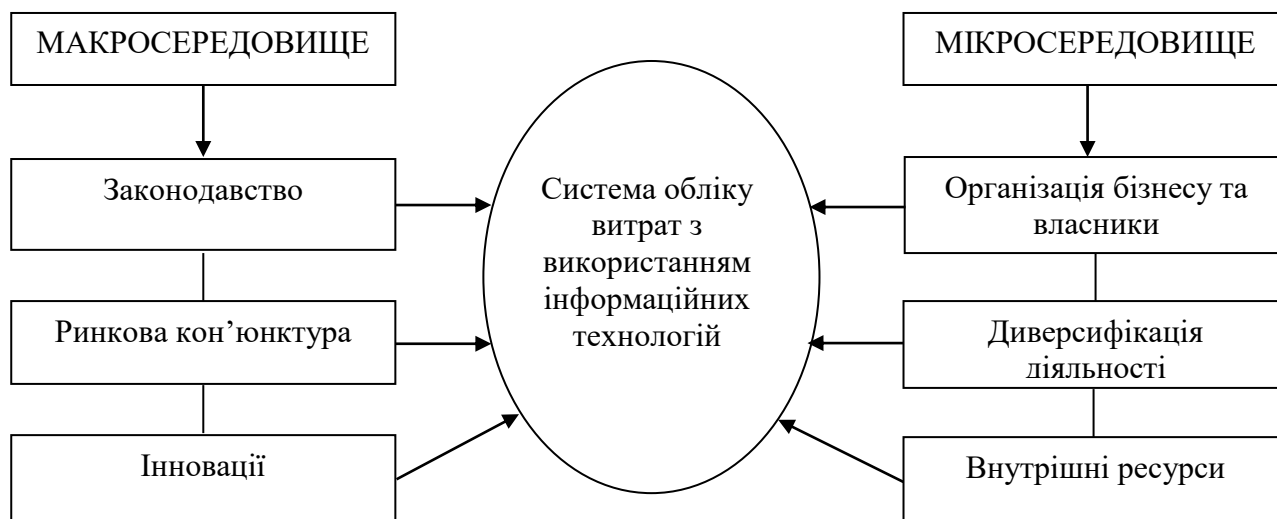 МАКРОСЕРЕДОВИЩЕ
Законодавство
Ринкова кон’юнктура
Інновації
Система обліку
витрат з
використанням
інформаційних
технологій
МІКРОСЕРЕДОВИЩЕ
Організація бізнесу та
власники
Диверсифікація
діяльності
Внутрішні ресурси